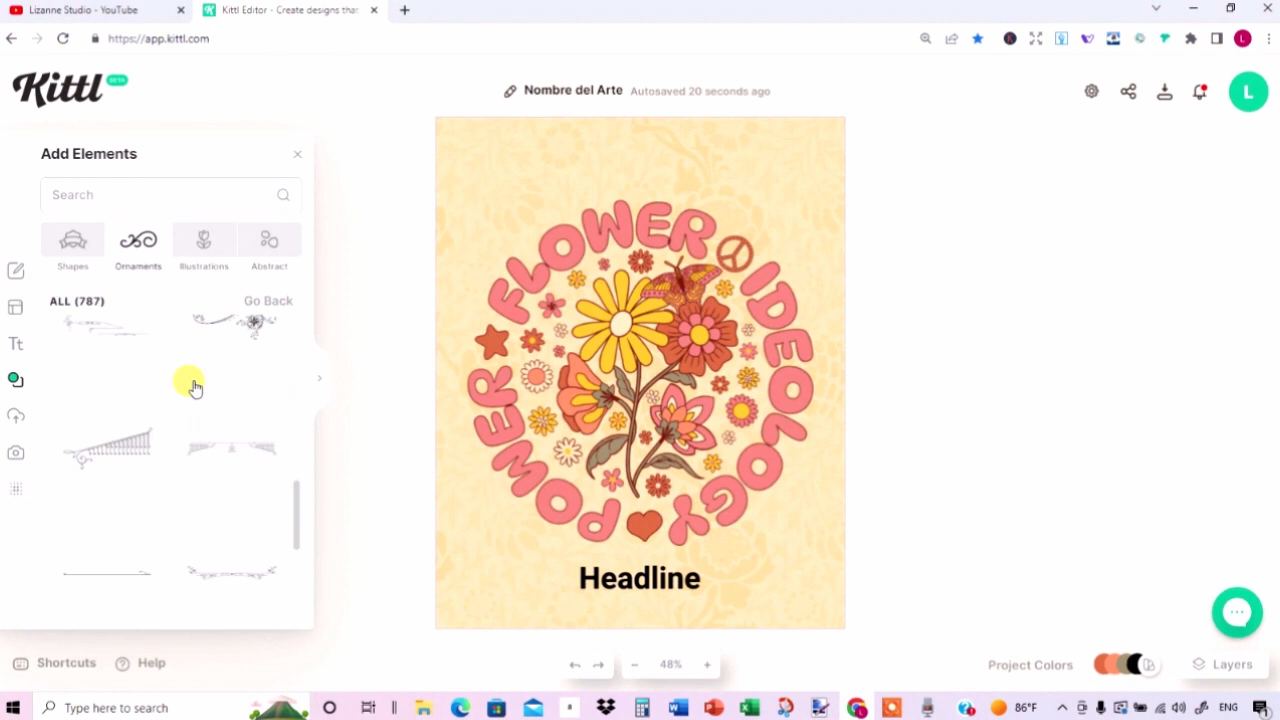 Lizanne Studio - YouTube
Kittl Editor - Create designs that
https://app.kittl.com
Kittl BETA
Nombre del Arte Autosaved 20 seconds ago
L
Add Elements
Search
Shapes Ornaments Illustrations Abstract
ALL (787) Go Back
Tt
FLOWER
IDEOLOGY
POWER
Headline
Shortcuts Help
48%
Project Colors
Layers
Type here to search
86°F
ENG